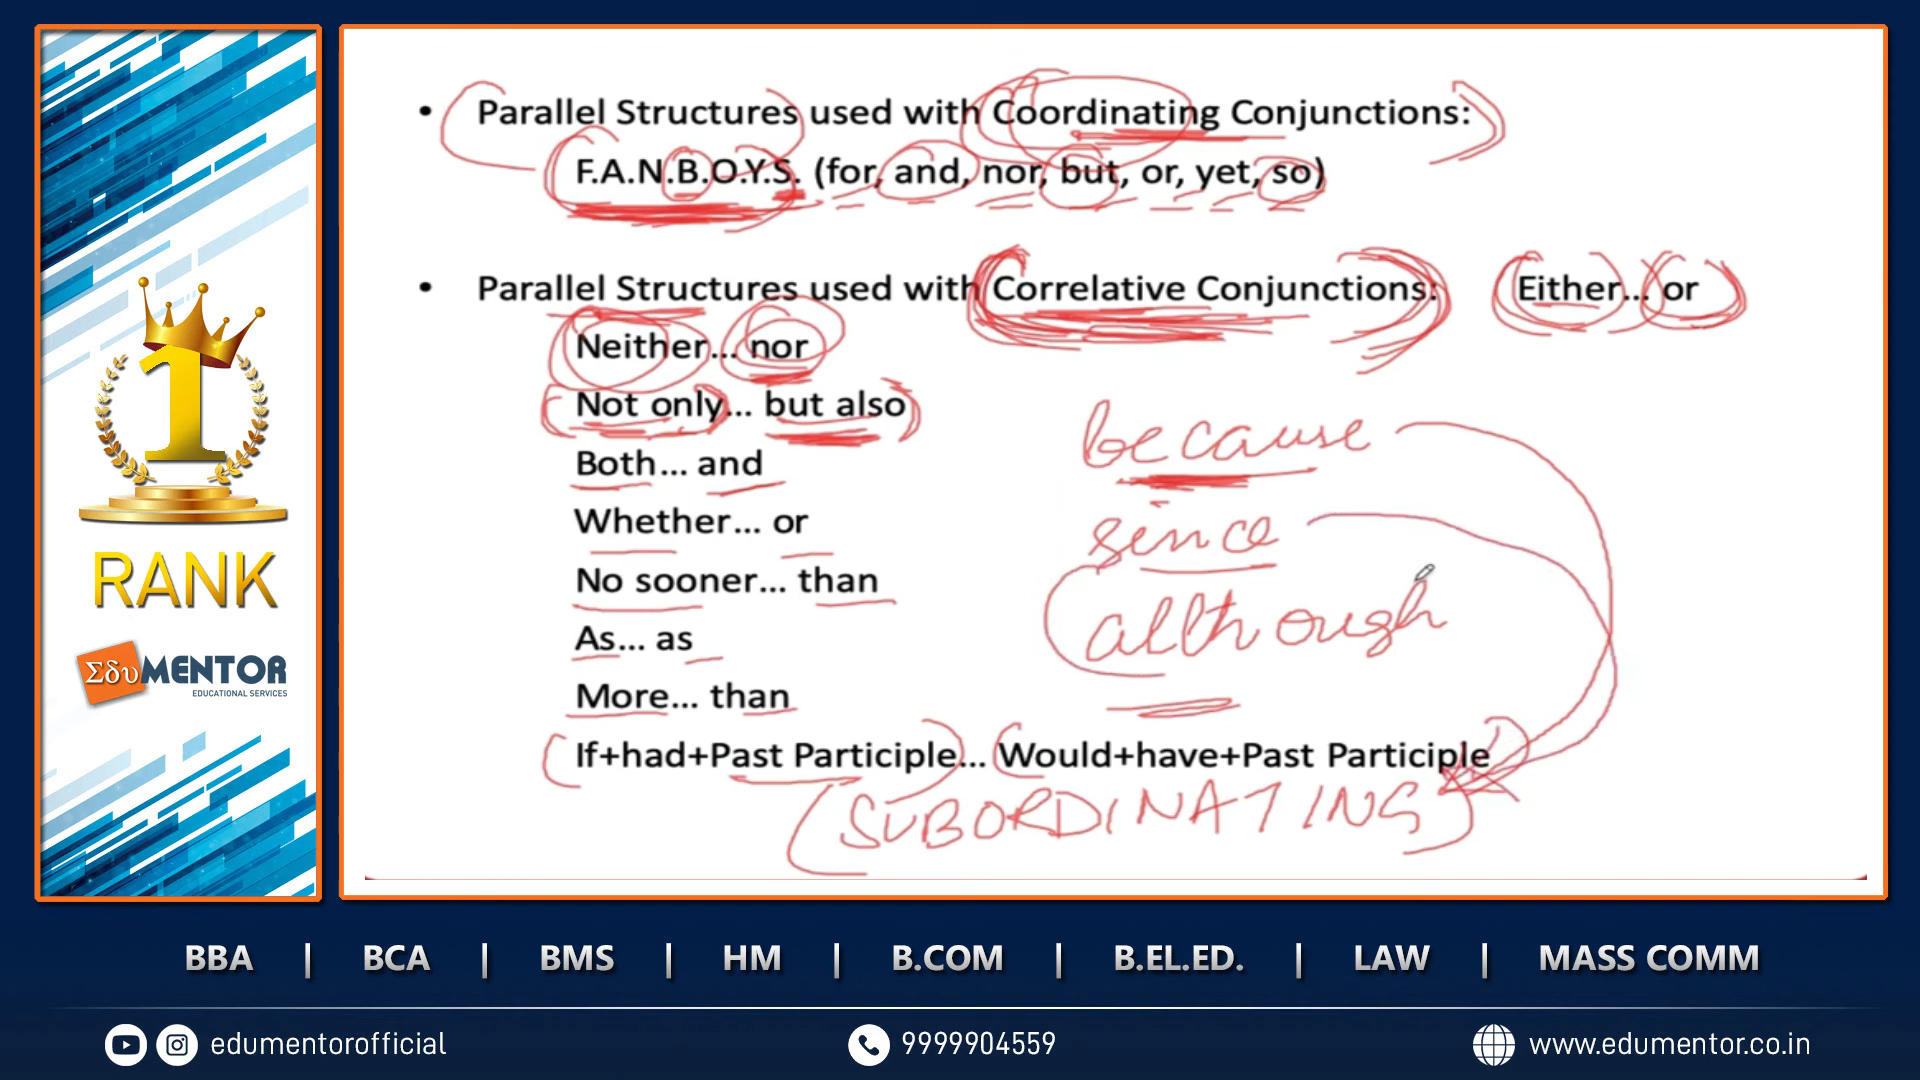 • Parallel Structures used with Coordinating Conjunctions:
F.A.N.B.O.Y.S. (for, and, nor, but, or, yet, so)
• Parallel Structures used with Correlative Conjunctions: Either... or
Neither... nor
Not only... but also
Both... and
Whether... or
No sooner... than
As... as
More... than
If+had+Past Participle... Would+have+Past Participle
because
since
although
(SUBORDINATING)
1
RANK
Σδυ MENTOR
EDUCATIONAL SERVICES
BBA | BCA | BMS | HM | B.COM | B.EL.ED. | LAW | MASS COMM
edumentorofficial 9999904559 www.edumentor.co.in